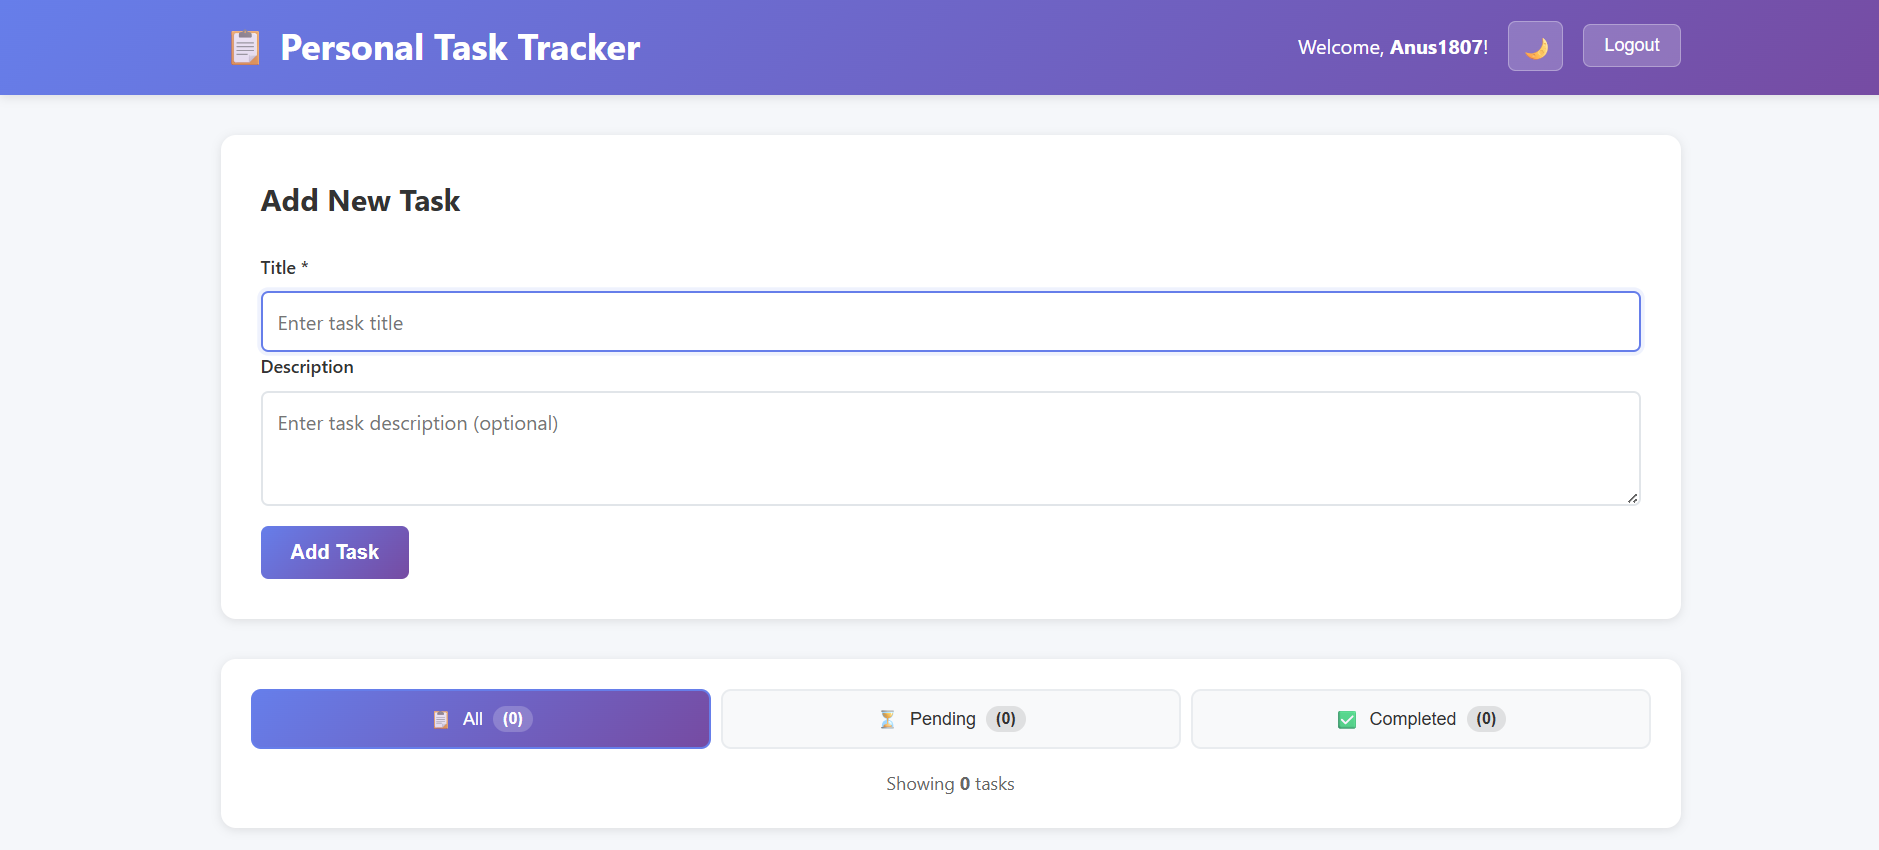 Personal Task Tracker
Welcome, Anus1807!
Logout
Add New Task
Title *
Enter task title
Description
Enter task description (optional)
Add Task
All (0)
Pending (0)
Completed (0)
Showing 0 tasks